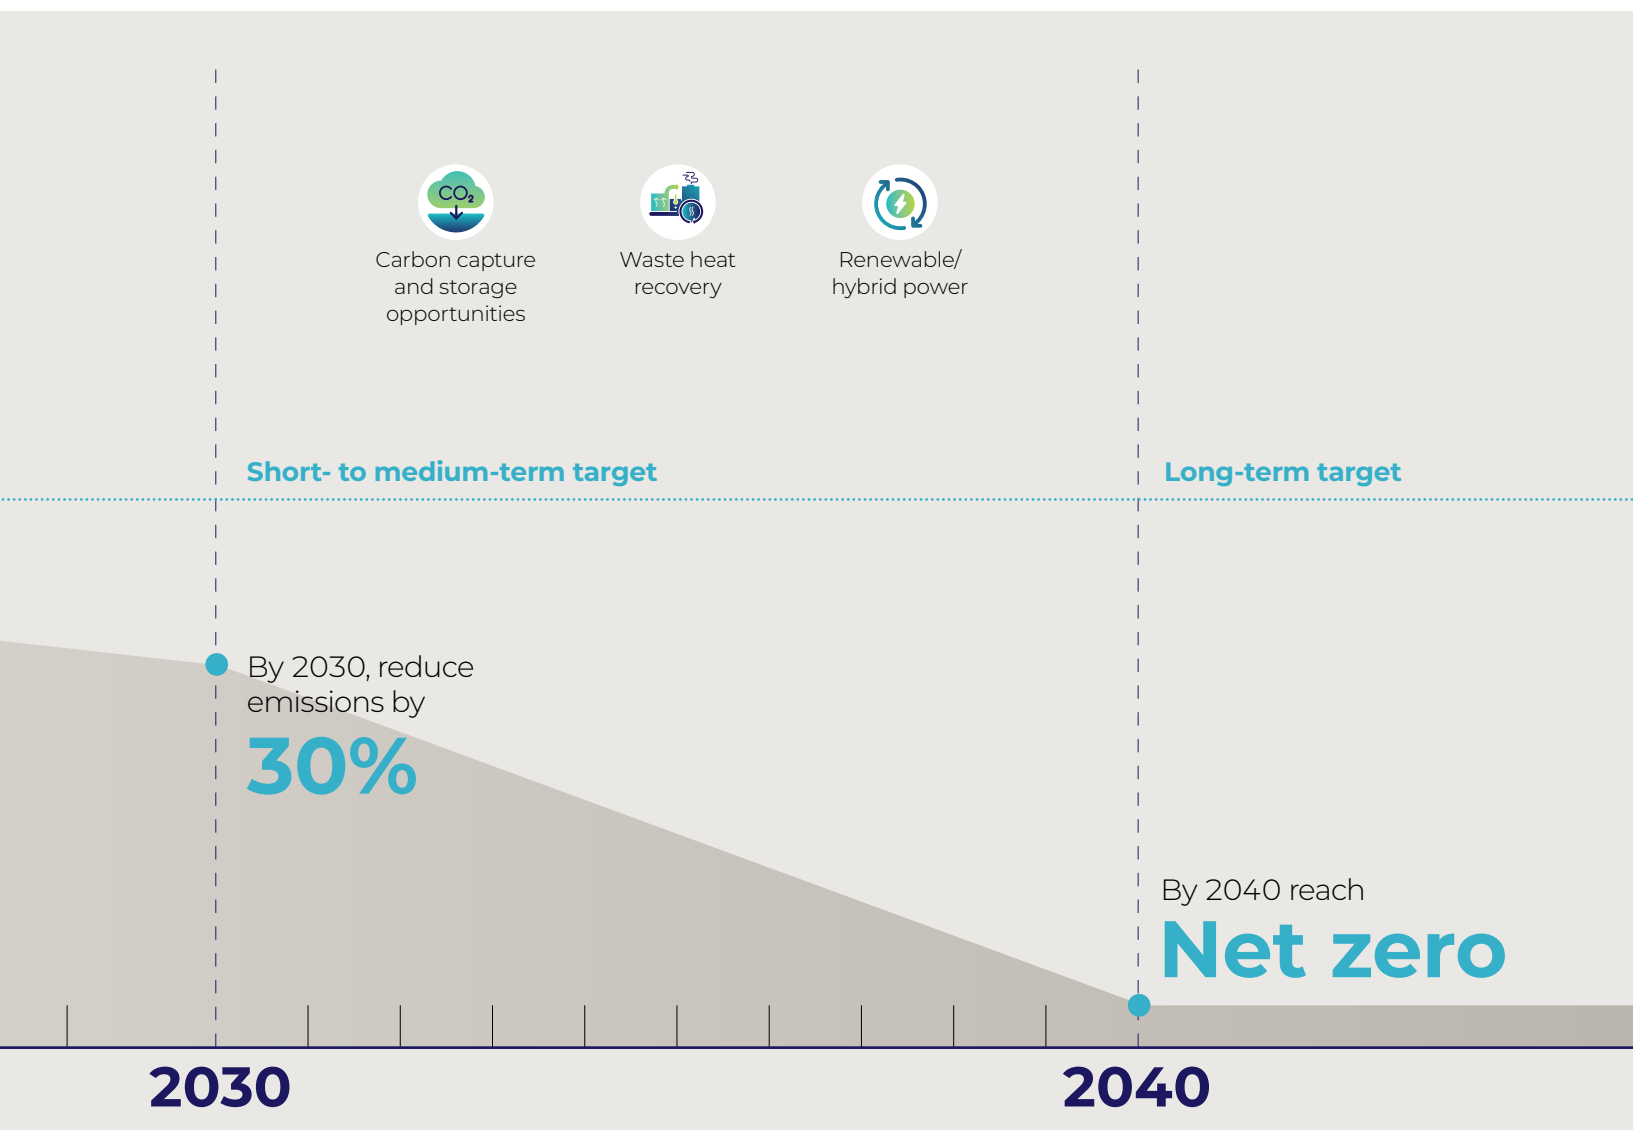 CO₂
Carbon capture
and storage
opportunities
Waste heat
recovery
Renewable/
hybrid power
Short- to medium-term target
Long-term target
By 2030, reduce
emissions by
30%
By 2040 reach
Net zero
2030
2040